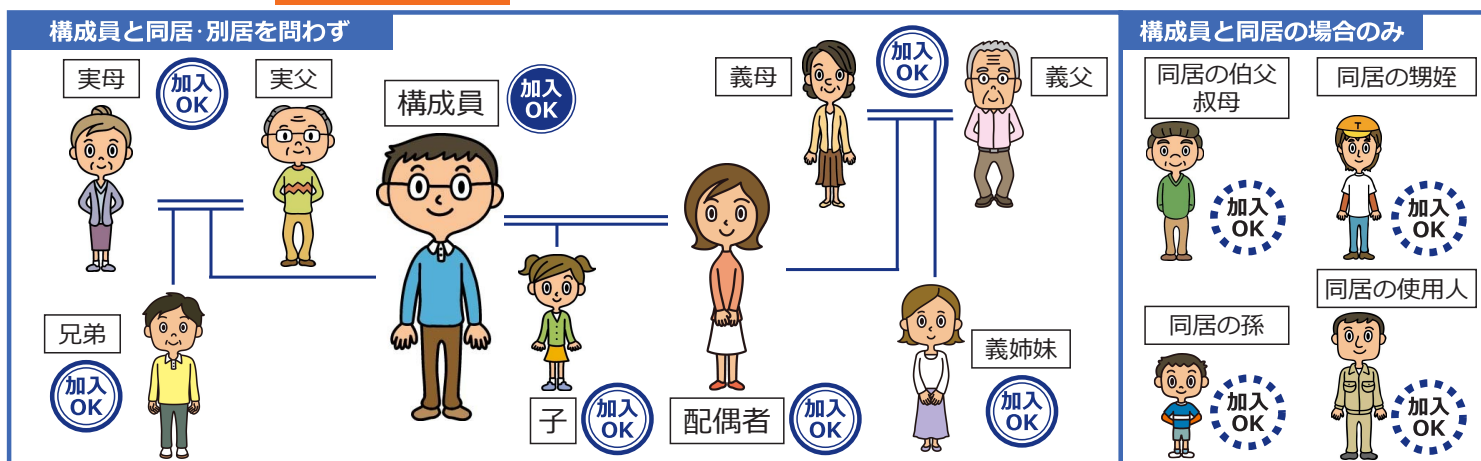 構成員と同居・別居を問わず
実母
加入
OK
実父
構成員
加入
OK
義母
加入
OK
義父
兄弟
加入
OK
子
加入
OK
配偶者
加入
OK
義姉妹
加入
OK
構成員と同居の場合のみ
同居の伯父
叔母
加入
OK
同居の甥姪
T
加入
OK
同居の孫
加入
OK
同居の使用人
加入
OK